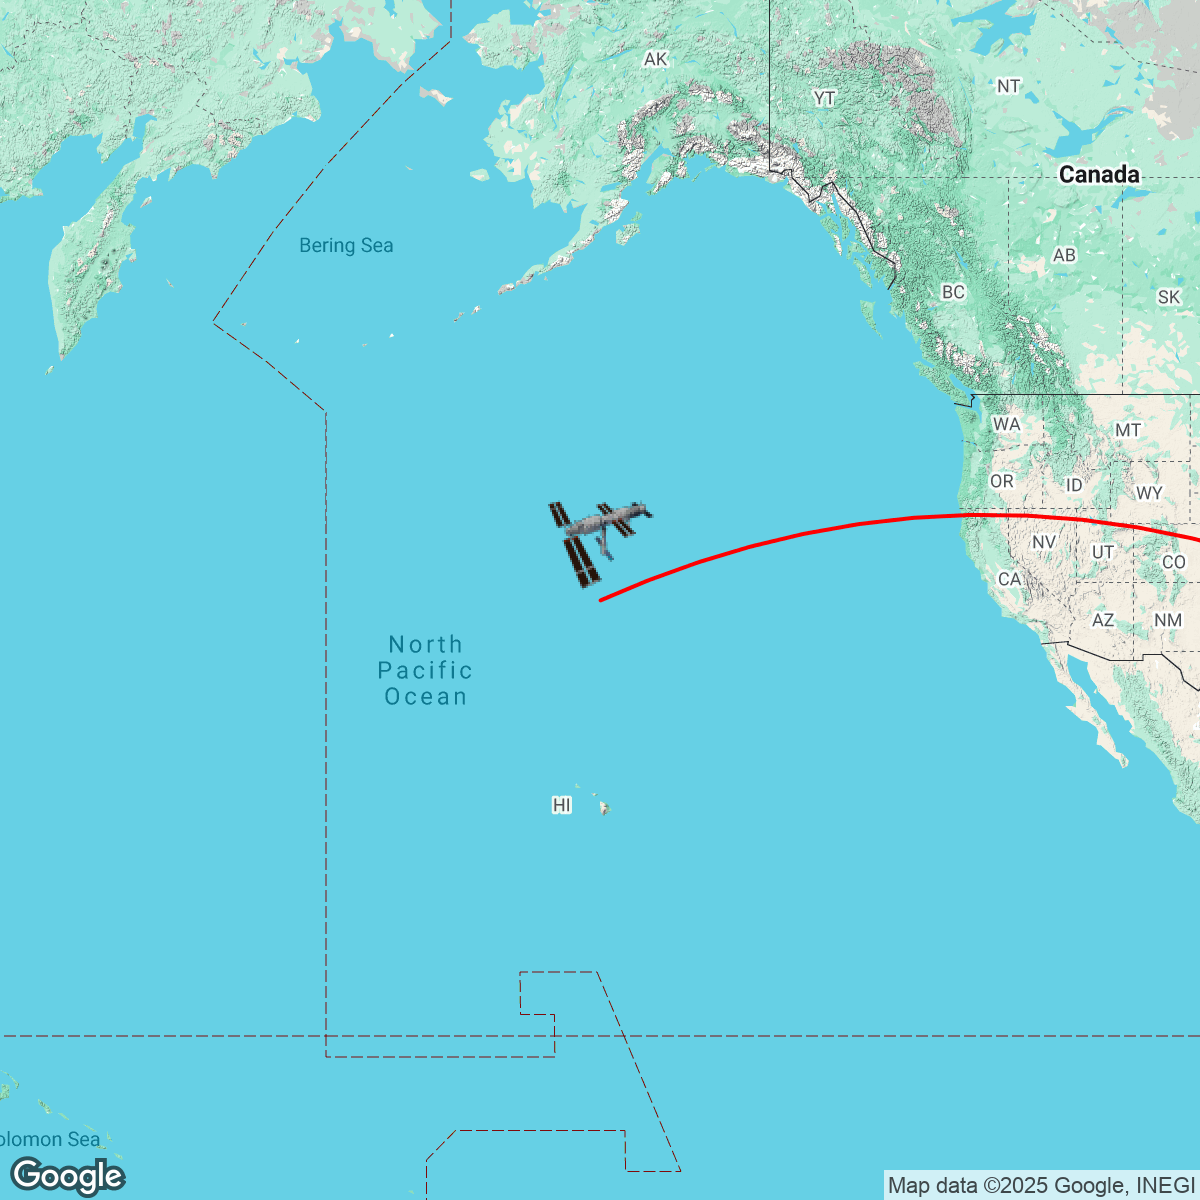 AK
YT
NT
Canada
Bering Sea
AB
BC
SK
WA
MT
OR
ID
WY
NV
UT
CO
CA
AZ
NM
North
Pacific
Ocean
HI
olomon Sea
Google
Map data ©2025 Google, INEGI